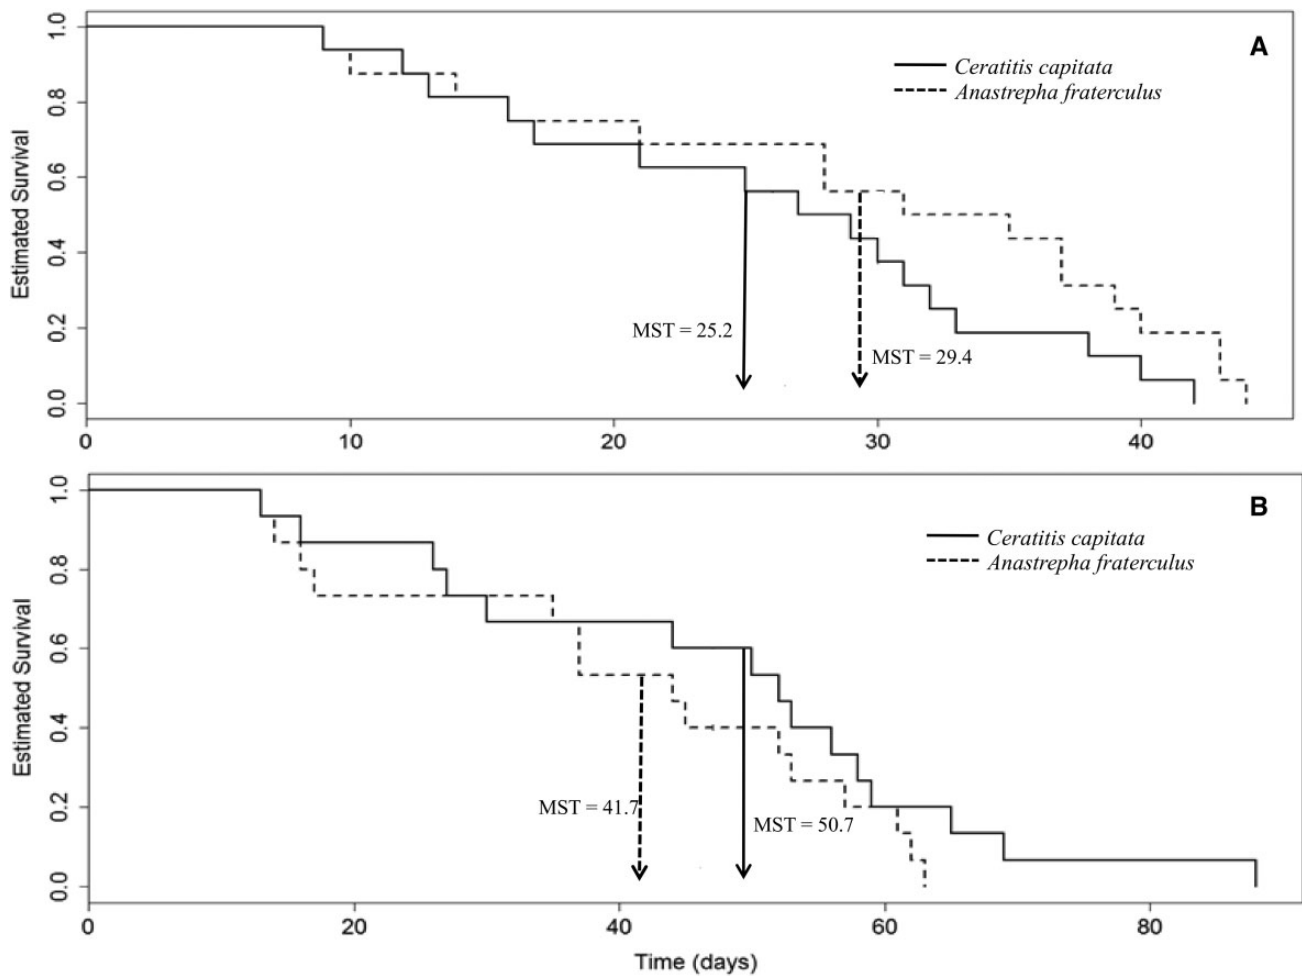 A
Ceratitis capitata
Anastrepha fraterculus
Estimated Survival
1.0
0.8
0.6
0.4
0.2
0.0
MST = 25.2
MST = 29.4
0 10 20 30 40
B
Ceratitis capitata
Anastrepha fraterculus
Estimated Survival
1.0
0.8
0.6
0.4
0.2
0.0
MST = 41.7
MST = 50.7
0 20 40 60 80
Time (days)